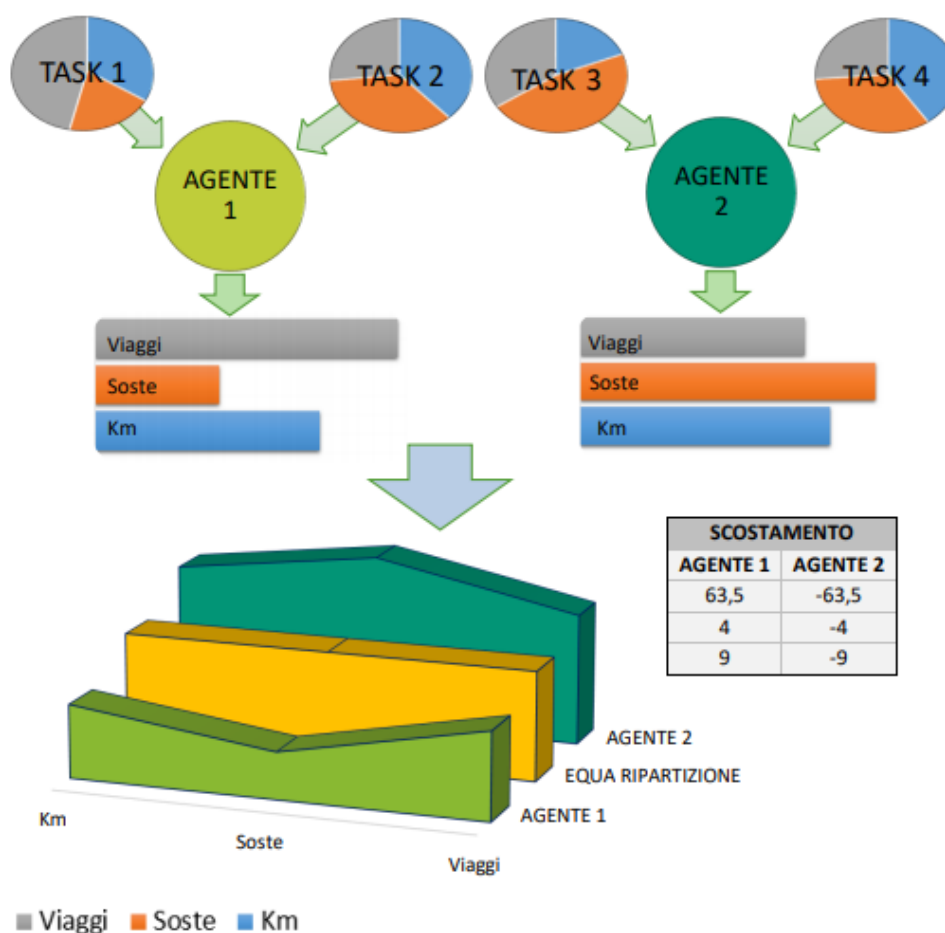 TASK 1
TASK 2
TASK 3
TASK 4
AGENTE
1
AGENTE
2
Viaggi
Soste
Km
Viaggi
Soste
Km
SCOSTAMENTO
AGENTE 1 AGENTE 2
63,5 -63,5
4 -4
9 -9
AGENTE 2
EQUA RIPARTIZIONE
AGENTE 1
Km
Soste
Viaggi
Viaggi Soste Km